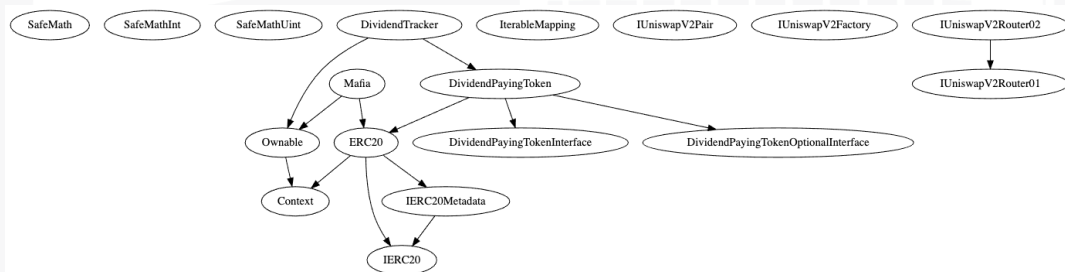 SafeMath SafeMathInt SafeMathUint DividendTracker IterableMapping IUniswapV2Pair IUniswapV2Factory IUniswapV2Router02
Mafia DividendPayingToken IUniswapV2Router01
Ownable ERC20 DividendPayingTokenInterface DividendPayingTokenOptionalInterface
Context IERC20Metadata
IERC20